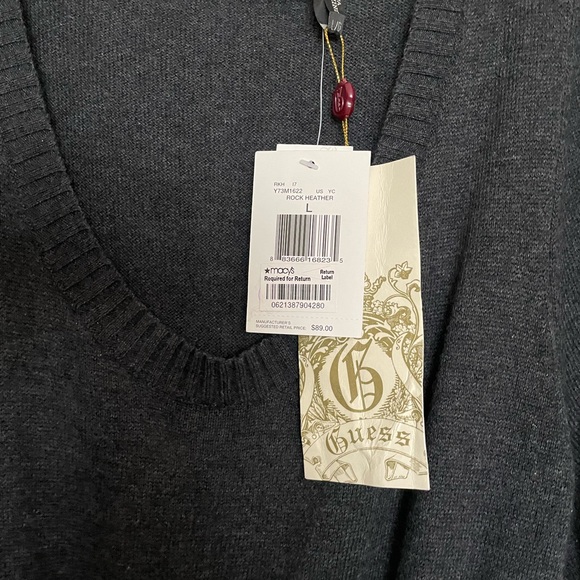 RKH I7
Y73M1622 US YC
ROCK HEATHER
L
8 83666 16823 5
★macy's Return
Required for Return Label
0621387904280
MANUFACTURER'S
SUGGESTED RETAIL PRICE: $89.00
G
Guess